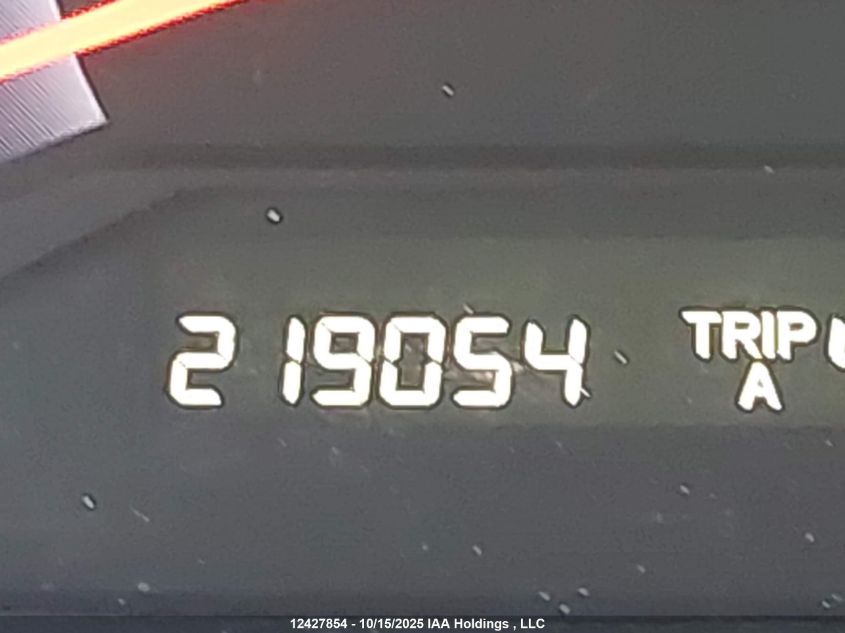 219054 TRIP
A
12427854 - 10/15/2025 IAA Holdings , LLC